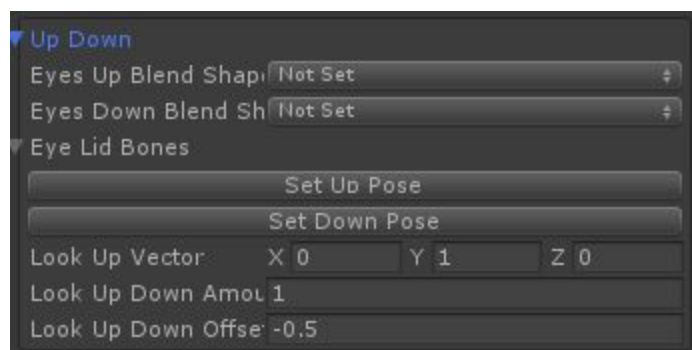 Up Down
Eyes Up Blend Shap Not Set
Eyes Down Blend Sh Not Set
Eye Lid Bones
Set Up Pose
Set Down Pose
Look Up Vector X 0 Y 1 Z 0
Look Up Down Amou 1
Look Up Down Offse -0.5